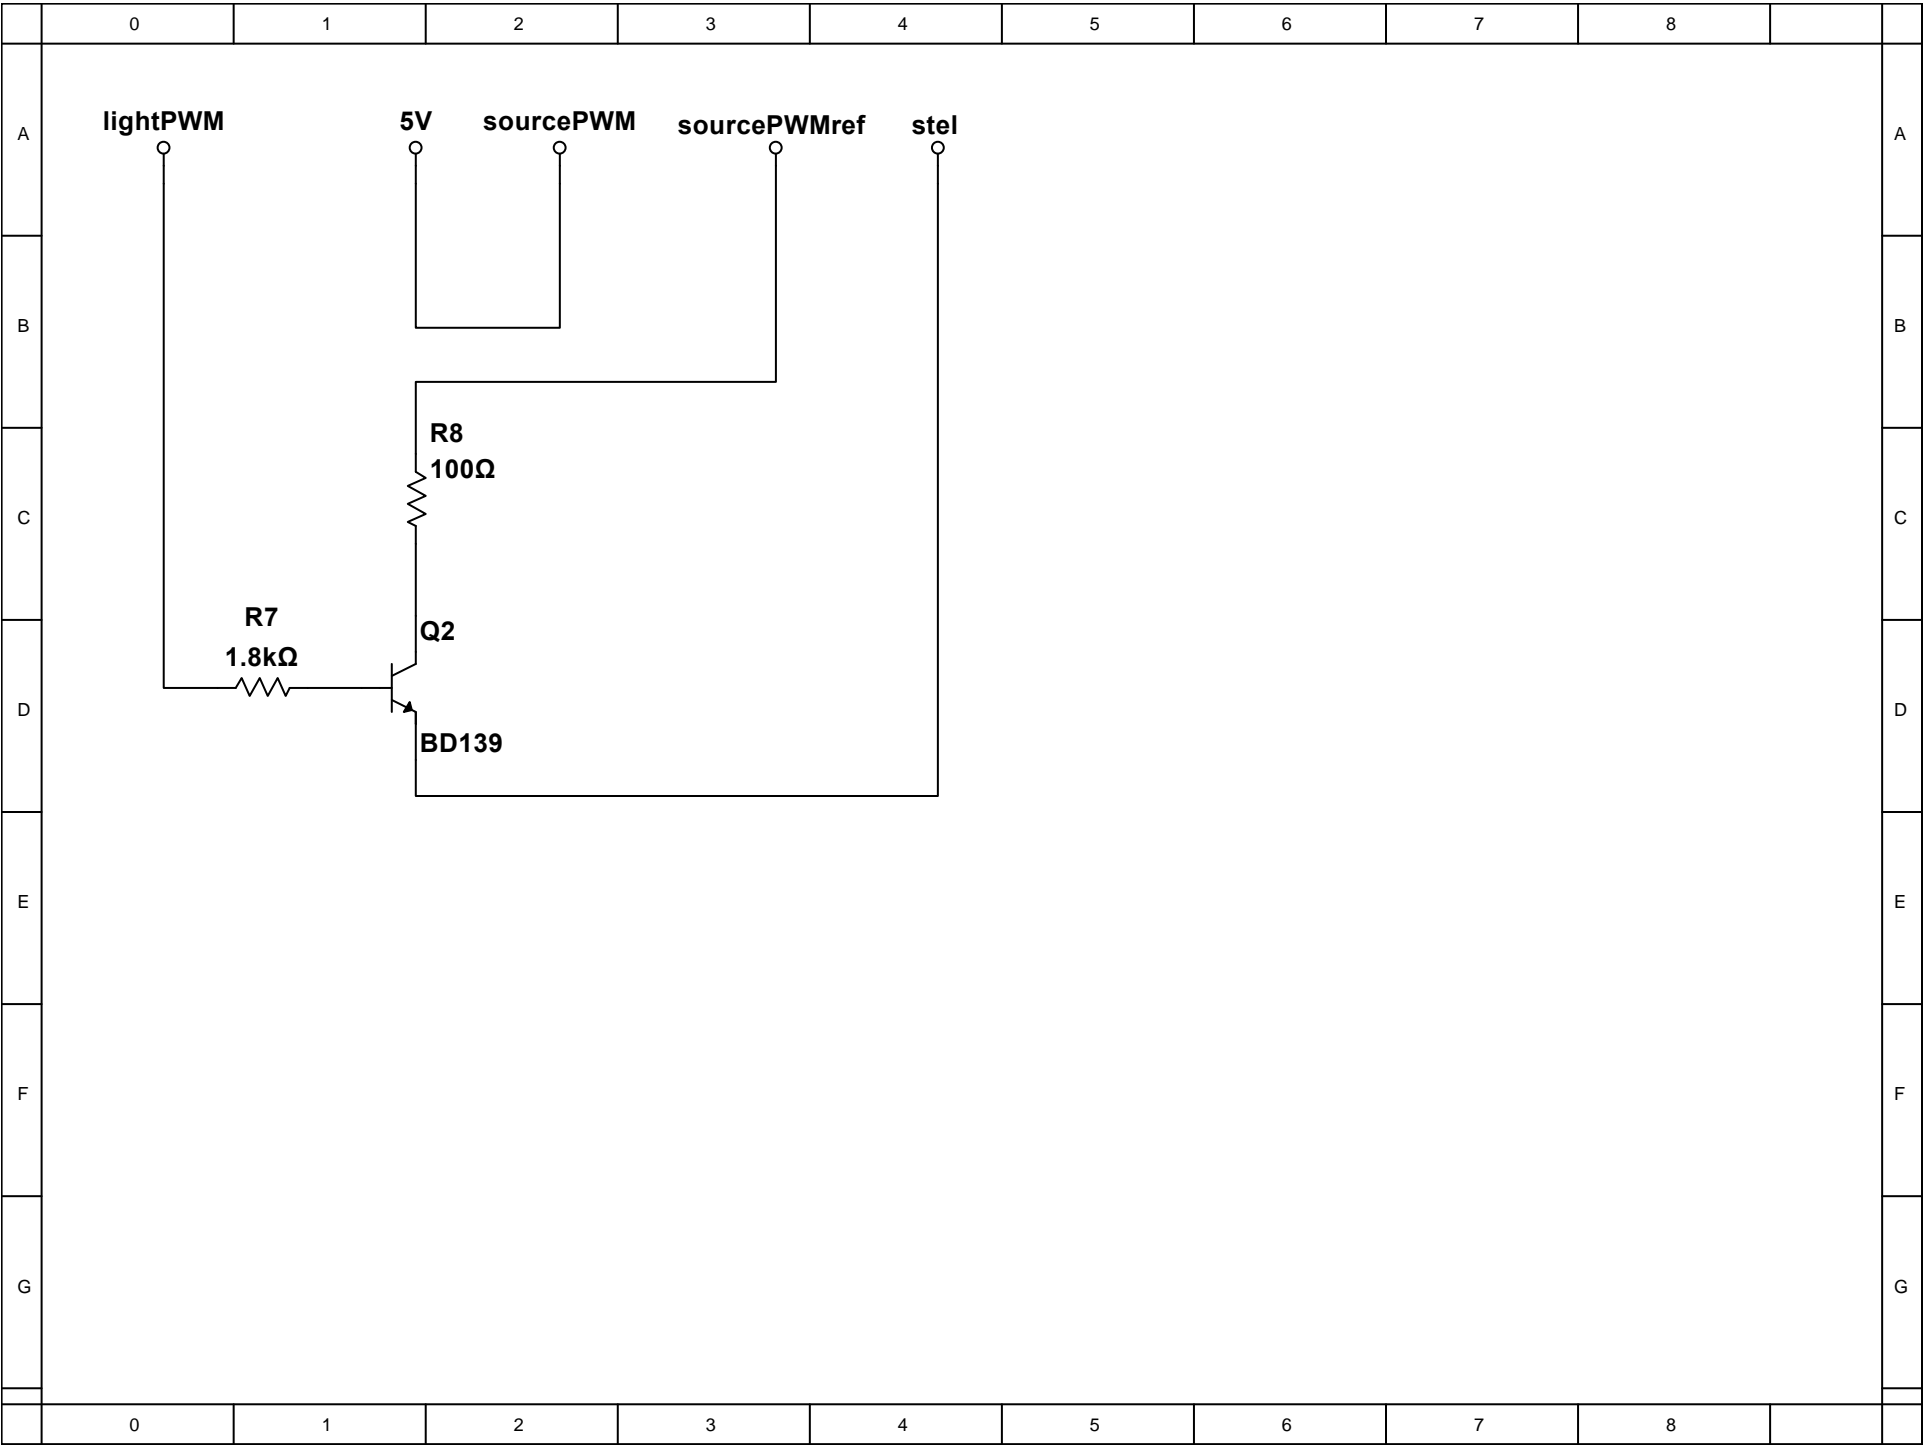 0 1 2 3 4 5 6 7 8
lightPWM 5V sourcePWM sourcePWMref stel
A A
B B
R8
100Ω
C C
R7 Q2
1.8kΩ
D D
BD139
E E
F F
G G
0 1 2 3 4 5 6 7 8